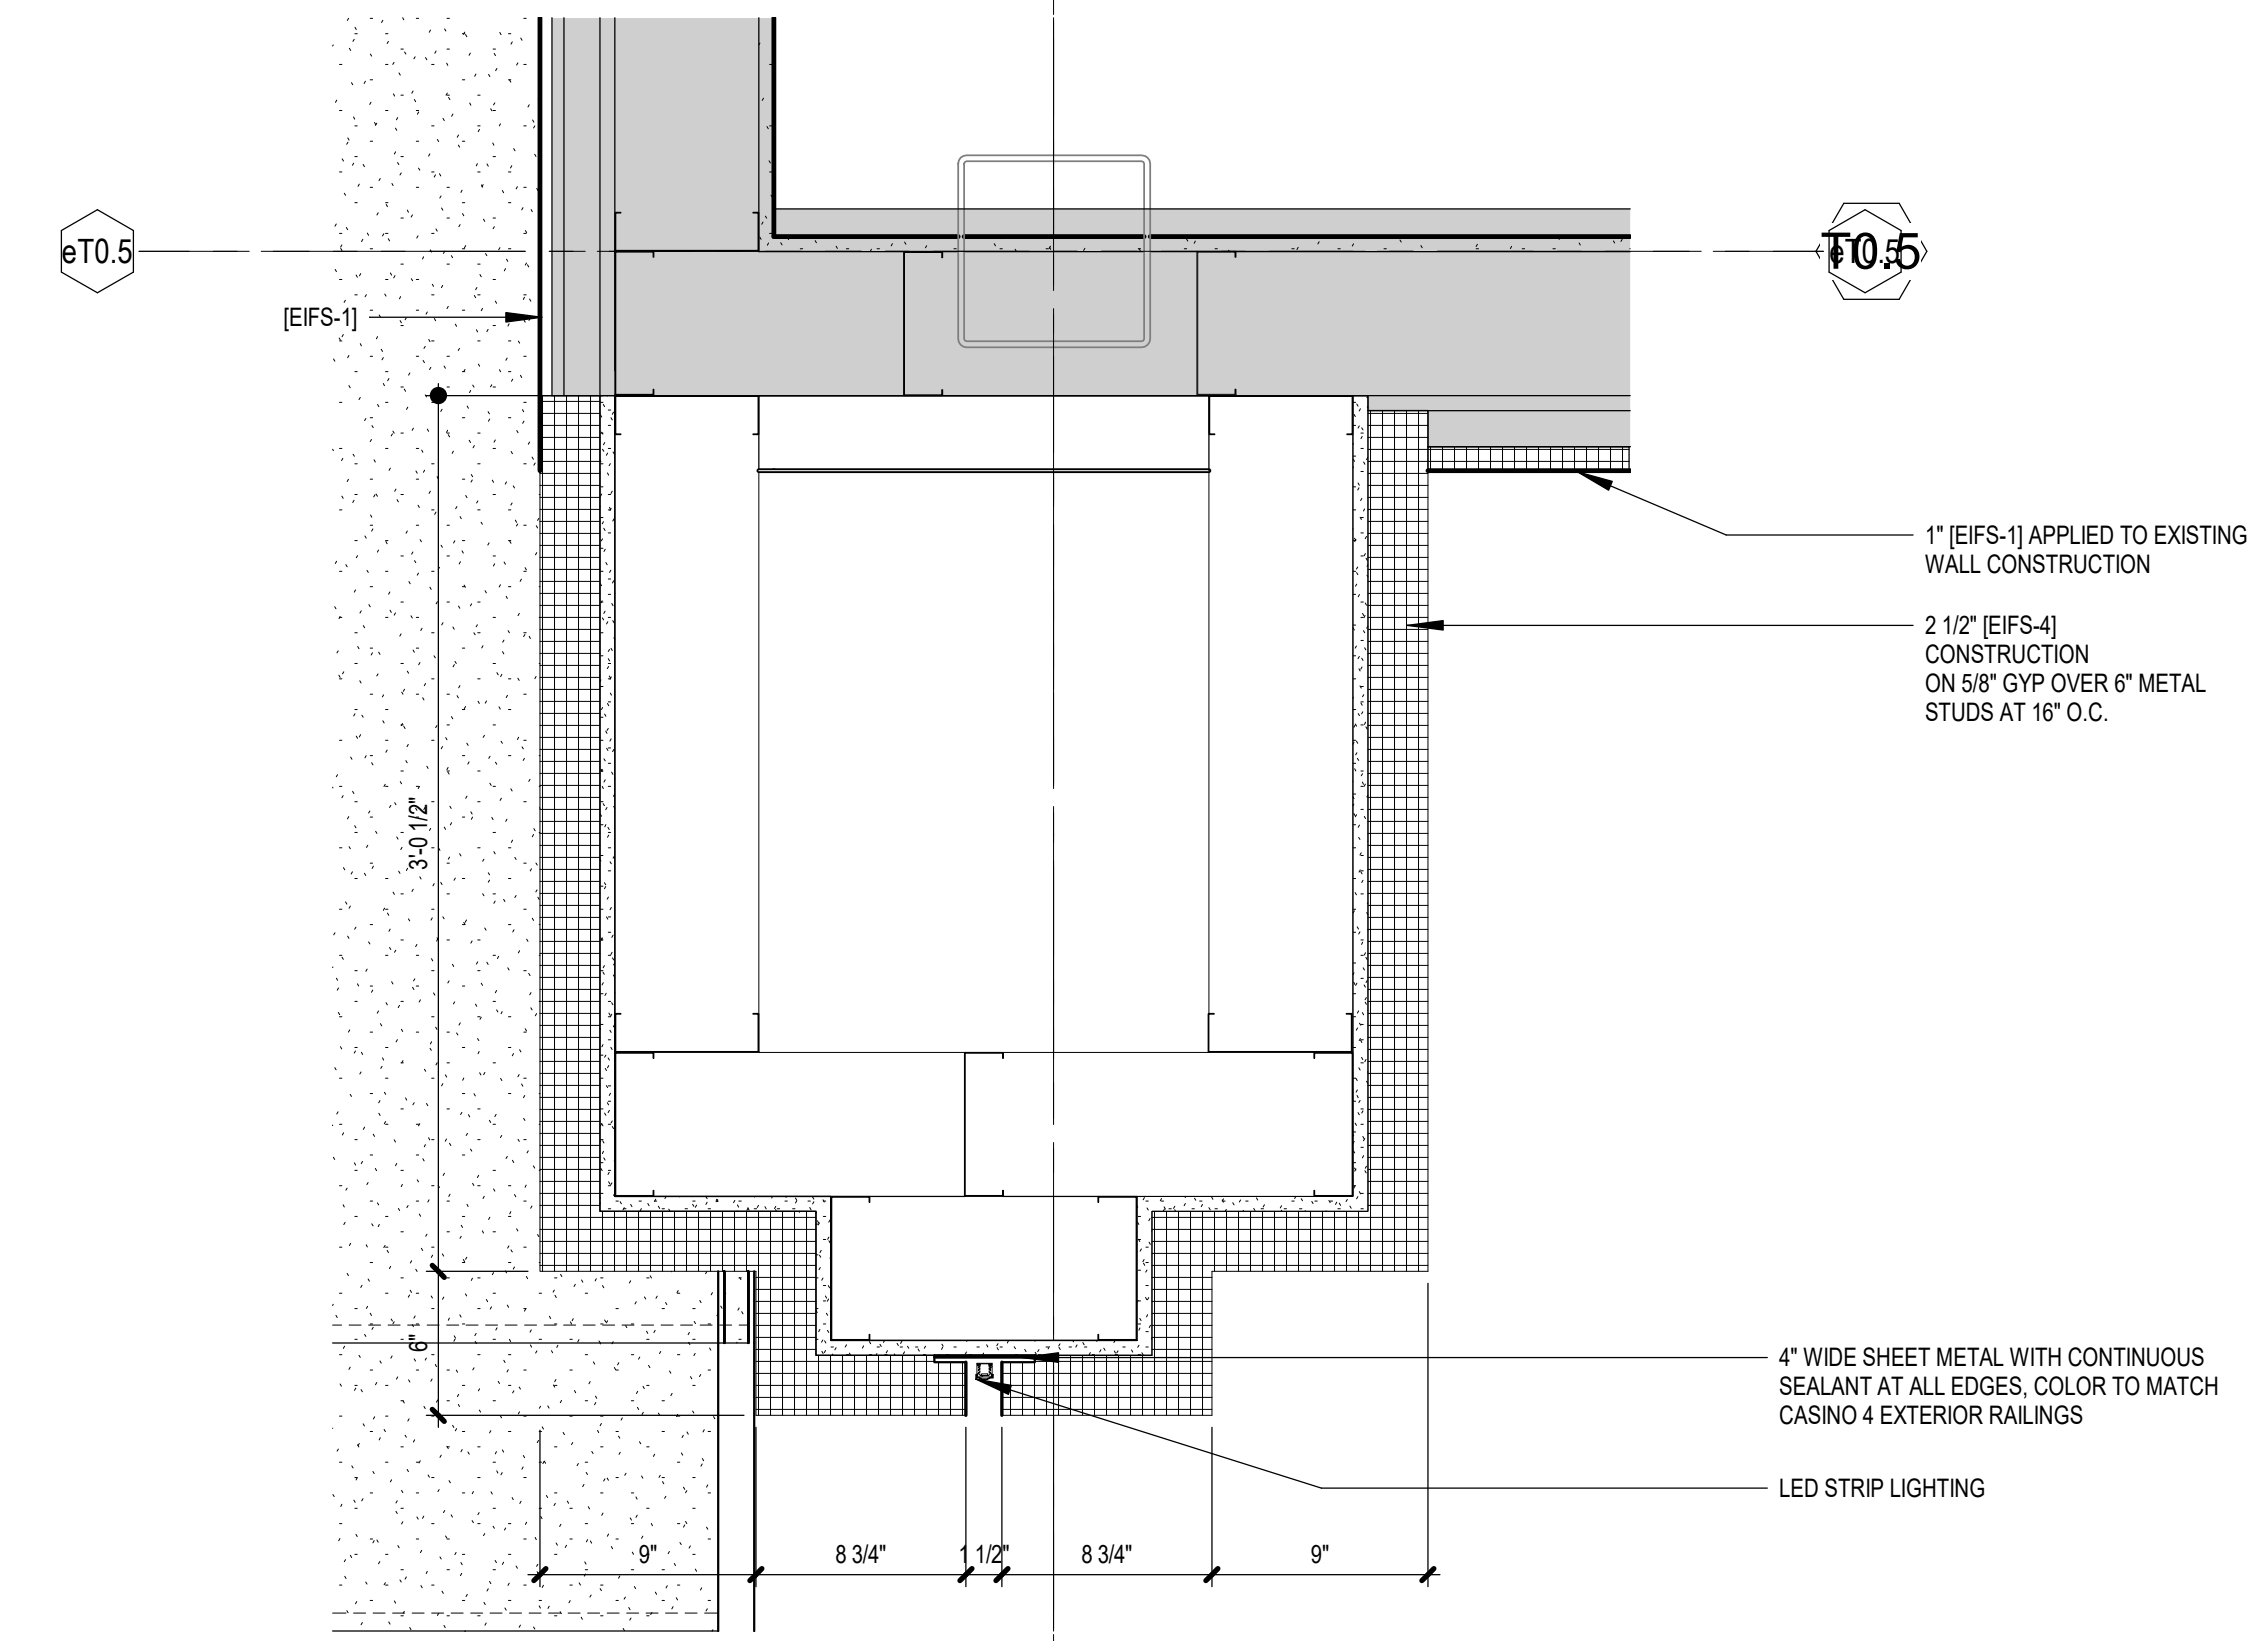 eT0.5
eT0.5
T0.5
[EIFS-1]
1" [EIFS-1] APPLIED TO EXISTING
WALL CONSTRUCTION
2 1/2" [EIFS-4]
CONSTRUCTION
ON 5/8" GYP OVER 6" METAL
STUDS AT 16" O.C.
3'-0 1/2"
6"
4" WIDE SHEET METAL WITH CONTINUOUS
SEALANT AT ALL EDGES, COLOR TO MATCH
CASINO 4 EXTERIOR RAILINGS
LED STRIP LIGHTING
9"
8 3/4"
1 1/2"
8 3/4"
9"